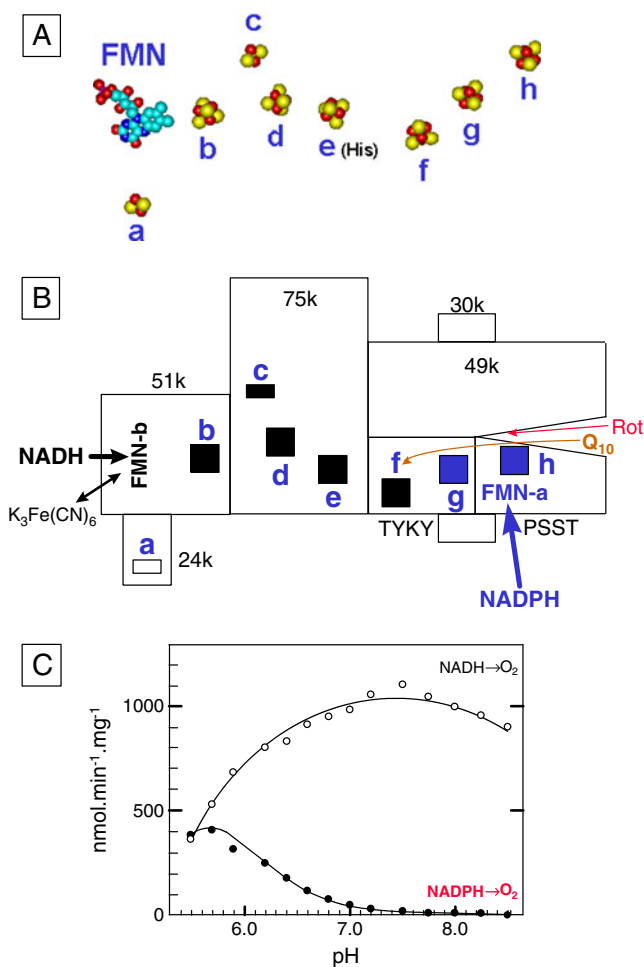 A
FMN
c
b
d
e (His)
f
g
h
a
B
51k
75k
30k
49k
NADH
FMN-b
b
c
d
e
f
g
h
Rot
Q10
FMN-a
K3Fe(CN)6
a
24k
TYKY
PSST
NADPH
C
nmol.min-1.mg-1
1000
500
0
NADH→O2
NADPH→O2
6.0
7.0
8.0
pH